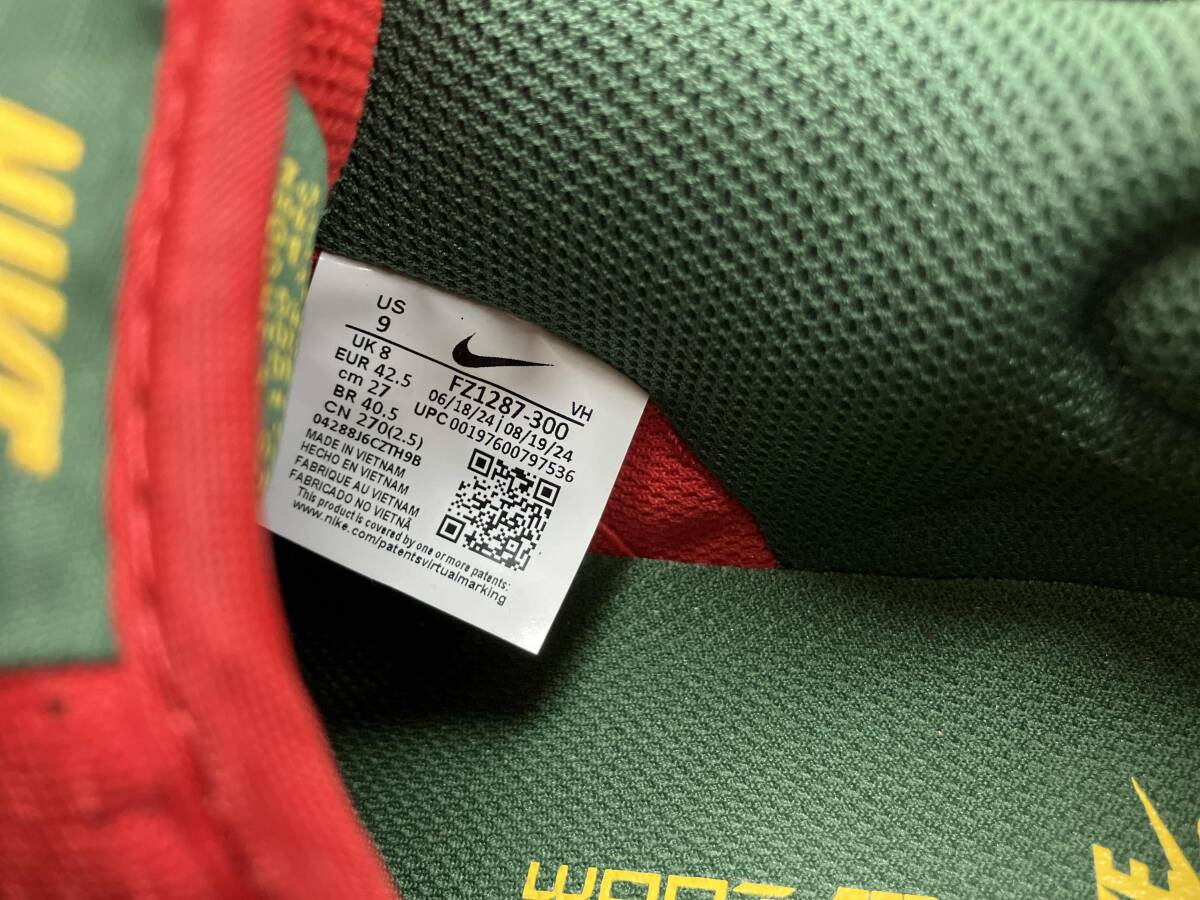 US
9
UK 8
EUR 42.5
cm 27
BR 40.5
CN 270(2.5)
04288J6CZTH9B
FZ1287-300
VH
06/18/24|08/19/24
UPC 00197600797536
MADE IN VIETNAM
HECHO EN VIETNAM
FABRIQUE AU VIETNAM
FABRICADO NO VIETNÃ
This product is covered by one or more patents:
www.nike.com/patentsvirtualmarking